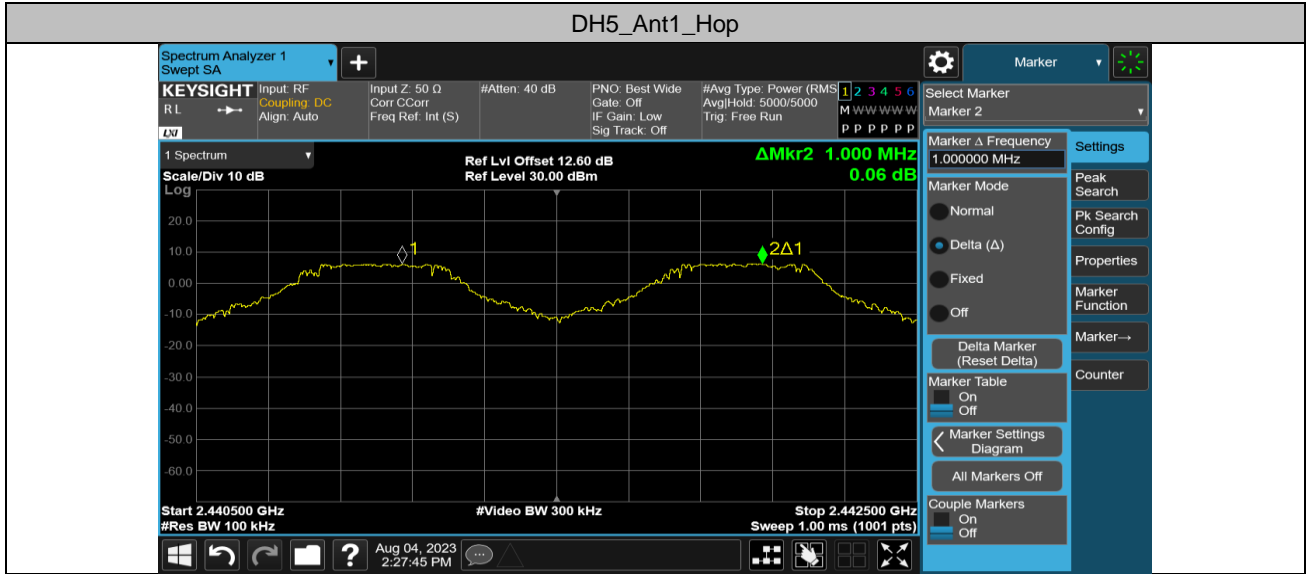 DH5_Ant1_Hop
Spectrum Analyzer 1
Swept SA
+
Marker
KEYSIGHT
RL
LXI
Input: RF
Coupling: DC
Align: Auto
Input Z: 50 Ω
Corr CCorr
Freq Ref: Int (S)
#Atten: 40 dB
PNO: Best Wide
Gate: Off
IF Gain: Low
Sig Track: Off
#Avg Type: Power (RMS
Avg|Hold: 5000/5000
Trig: Free Run
1 2 3 4 5 6
M W W W W W
P P P P P P
Select Marker
Marker 2
1 Spectrum
Scale/Div 10 dB
Log
Ref Lvl Offset 12.60 dB
Ref Level 30.00 dBm
ΔMkr2 1.000 MHz
0.06 dB
20.0
10.0
0.00
-10.0
-20.0
-30.0
-40.0
-50.0
-60.0
1
2Δ1
Start 2.440500 GHz
#Res BW 100 kHz
#Video BW 300 kHz
Stop 2.442500 GHz
Sweep 1.00 ms (1001 pts)
Marker Δ Frequency
1.000000 MHz
Marker Mode
Normal
Delta (Δ)
Fixed
Off
Delta Marker
(Reset Delta)
Marker Table
On
Off
Marker Settings
Diagram
All Markers Off
Couple Markers
On
Off
Settings
Peak
Search
Pk Search
Config
Properties
Marker
Function
Marker→
Counter
?
Aug 04, 2023
2:27:45 PM